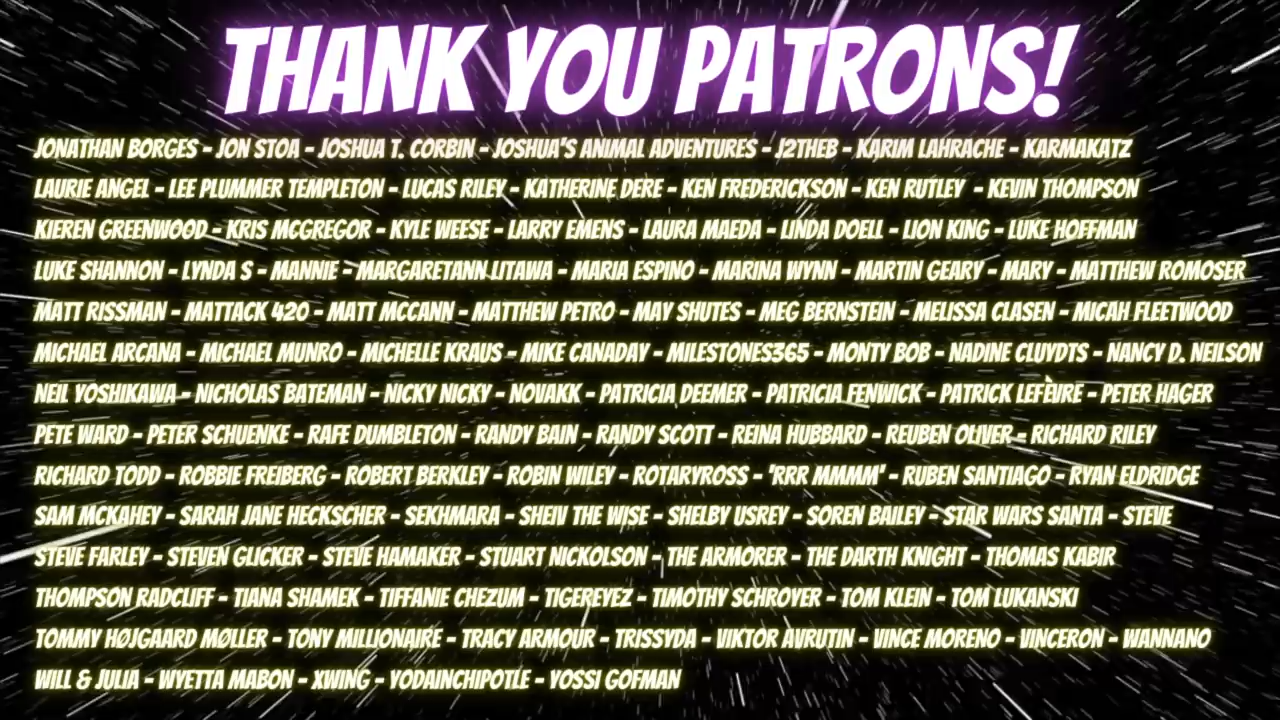 THANK YOU PATRONS!
JONATHAN BORGES - JON STOA - JOSHUA T. CORBIN - JOSHUA'S ANIMAL ADVENTURES - J2THEB - KARIM LAHRACHE - KARMAKATZ
LAURIE ANGEL - LEE PLUMMER TEMPLETON - LUCAS RILEY - KATHERINE DERE - KEN FREDERICKSON - KEN RUTLEY - KEVIN THOMPSON
KIEREN GREENWOOD - KRIS MCGREGOR - KYLE WEESE - LARRY EMENS - LAURA MAEDA - LINDA DOELL - LION KING - LUKE HOFFMAN
LUKE SHANNON - LYNDA S - MANNIE - MARGARETANN LITAWA - MARIA ESPINO - MARINA WYNN - MARTIN GEARY - MARY - MATTHEW ROMOSER
MATT RISSMAN - MATTACK 420 - MATT MCCANN - MATTHEW PETRO - MAY SHUTES - MEG BERNSTEIN - MELISSA CLASEN - MICAH FLEETWOOD
MICHAEL ARCANA - MICHAEL MUNRO - MICHELLE KRAUS - MIKE CANADAY - MILESTONES365 - MONTY BOB - NADINE CLUYDTS - NANCY D. NEILSON
NEIL YOSHIKAWA - NICHOLAS BATEMAN - NICKY NICKY - NOVAKK - PATRICIA DEEMER - PATRICIA FENWICK - PATRICK LEFÈVRE - PETER HAGER
PETE WARD - PETER SCHUENKE - RAFE DUMBLETON - RANDY BAIN - RANDY SCOTT - REINA HUBBARD - REUBEN OLIVER - RICHARD RILEY
RICHARD TODD - ROBBIE FREIBERG - ROBERT BERKLEY - ROBIN WILEY - ROTARYROSS - 'RRR MMMM' - RUBEN SANTIAGO - RYAN ELDRIDGE
SAM MCKAHEY - SARAH JANE HECKSCHER - SEKHMARA - SHEIV THE WISE - SHELBY USREY - SOREN BAILEY - STAR WARS SANTA - STEVE
STEVE FARLEY - STEVEN GLICKER - STEVE HAMAKER - STUART NICKOLSON - THE ARMORER - THE DARTH KNIGHT - THOMAS KABIR
THOMPSON RADCLIFF - TIANA SHAMEK - TIFFANIE CHEZUM - TIGEREYEZ - TIMOTHY SCHROYER - TOM KLEIN - TOM LUKANSKI
TOMMY HØJGAARD MØLLER - TONY MILLIONAIRE - TRACY ARMOUR - TRISSYDA - VIKTOR AVRUTIN - VINCE MORENO - VINCERON - WANNANO
WILL & JULIA - WYETTA MABON - XWING - YODAINCHIPOTLE - YOSSI GOFMAN